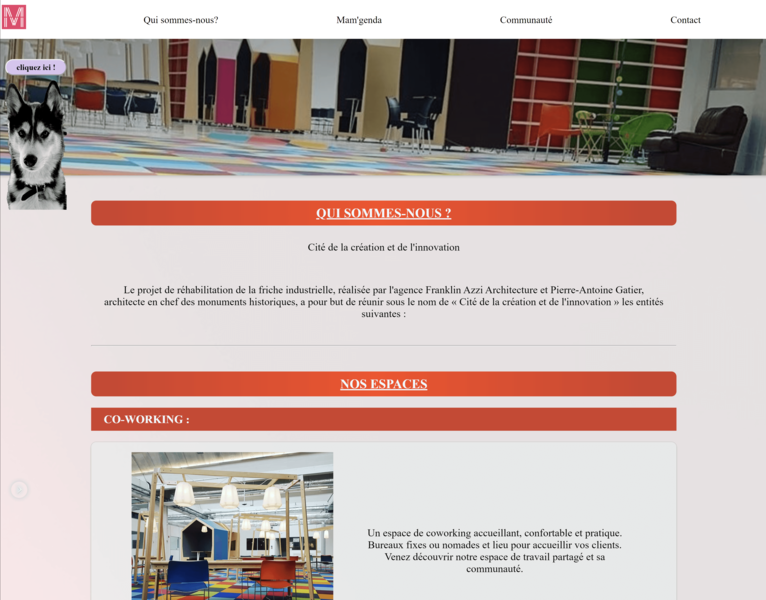 M
Qui sommes-nous?
Mam'genda
Communauté
Contact
cliquez ici !
QUI SOMMES-NOUS ?
Cité de la création et de l'innovation
Le projet de réhabilitation de la friche industrielle, réalisée par l'agence Franklin Azzi Architecture et Pierre-Antoine Gatier,
architecte en chef des monuments historiques, a pour but de réunir sous le nom de « Cité de la création et de l'innovation » les entités
suivantes :
NOS ESPACES
CO-WORKING :
Un espace de coworking accueillant, confortable et pratique.
Bureaux fixes ou nomades et lieu pour accueillir vos clients.
Venez découvrir notre espace de travail partagé et sa
communauté.